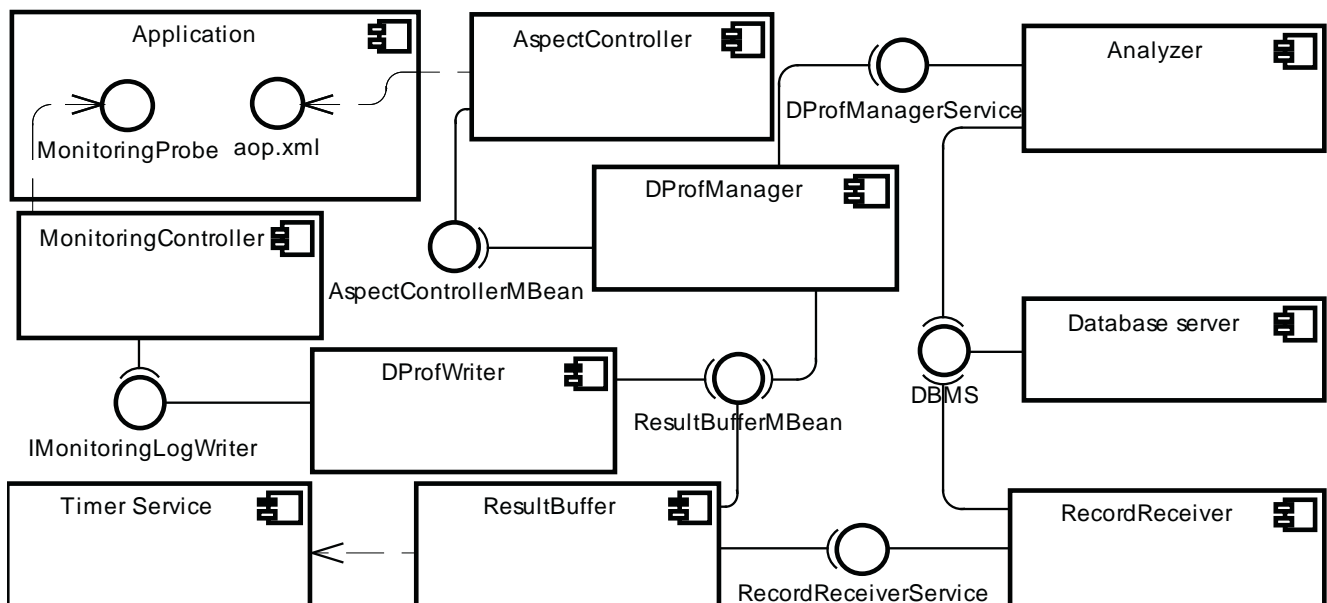 Application
AspectController
Analyzer
DProfManagerService
MonitoringProbe
aop.xml
DProfManager
MonitoringController
AspectControllerMBean
Database server
DProfWriter
DBMS
ResultBufferMBean
IMonitoringLogWriter
Timer Service
ResultBuffer
RecordReceiver
RecordReceiverService